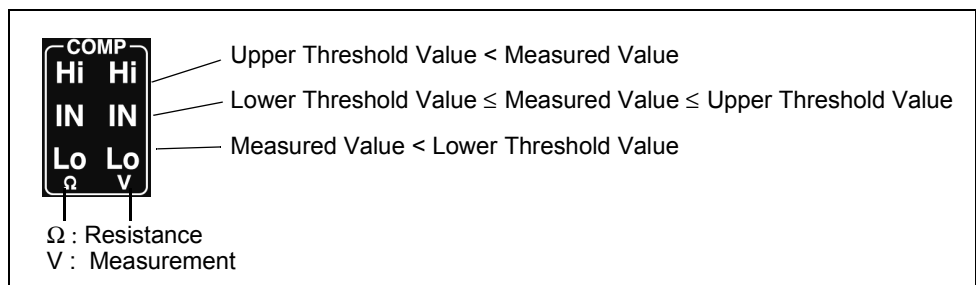 COMP
Hi Hi
Upper Threshold Value < Measured Value
IN IN
Lower Threshold Value ≤ Measured Value ≤ Upper Threshold Value
Lo Lo
Measured Value < Lower Threshold Value
Ω V
Ω : Resistance
V : Measurement